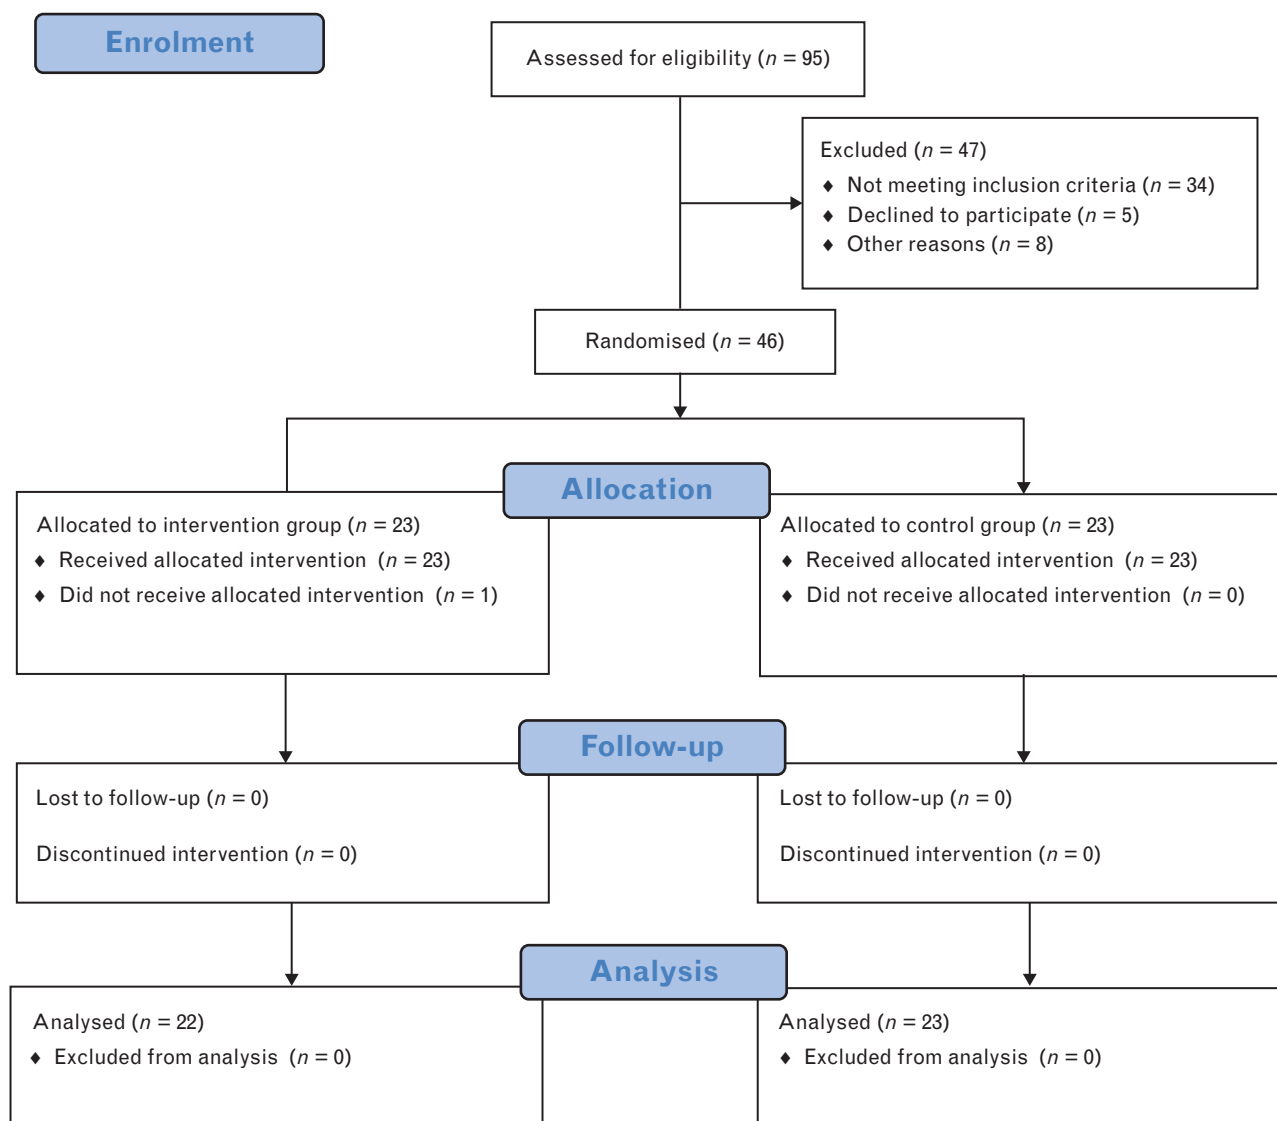 Enrolment
Assessed for eligibility (n = 95)
Excluded (n = 47)
♦ Not meeting inclusion criteria (n = 34)
♦ Declined to participate (n = 5)
♦ Other reasons (n = 8)
Randomised (n = 46)
Allocation
Allocated to intervention group (n = 23)
♦ Received allocated intervention (n = 23)
♦ Did not receive allocated intervention (n = 1)
Allocated to control group (n = 23)
♦ Received allocated intervention (n = 23)
♦ Did not receive allocated intervention (n = 0)
Follow-up
Lost to follow-up (n = 0)
Discontinued intervention (n = 0)
Lost to follow-up (n = 0)
Discontinued intervention (n = 0)
Analysis
Analysed (n = 22)
♦ Excluded from analysis (n = 0)
Analysed (n = 23)
♦ Excluded from analysis (n = 0)